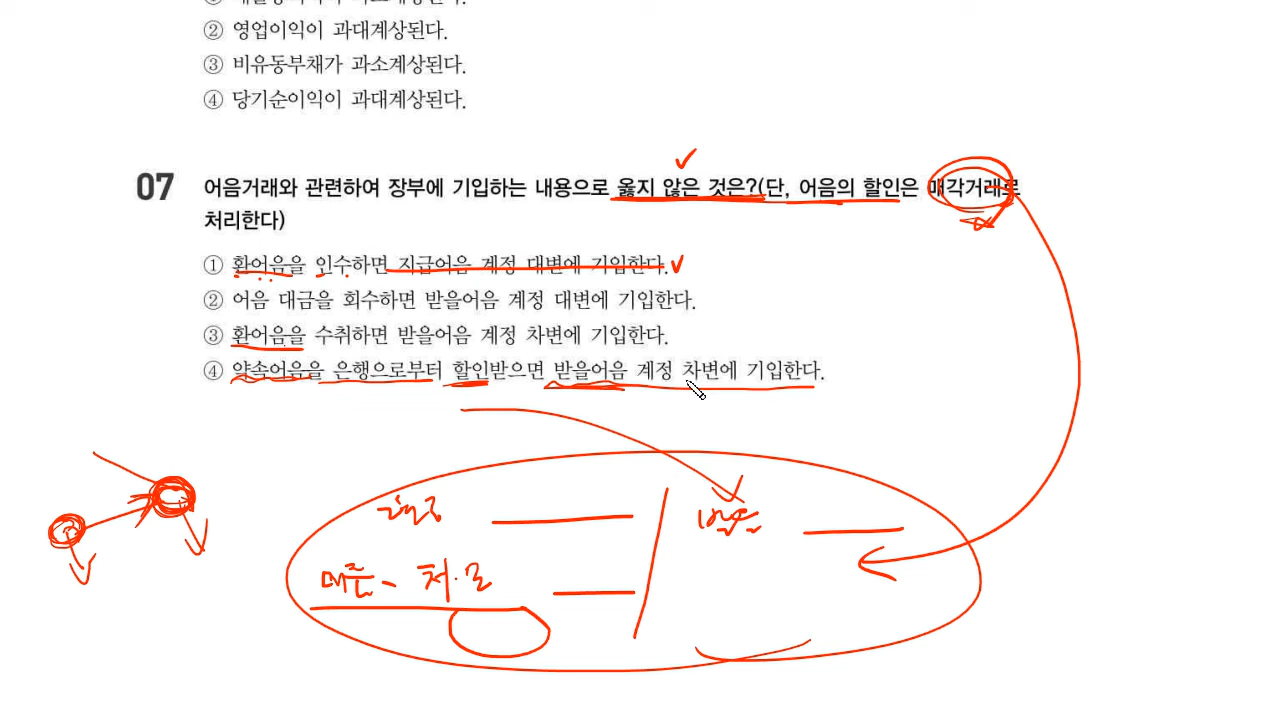 ② 영업이익이 과대계상된다.
③ 비유동부채가 과소계상된다.
④ 당기순이익이 과대계상된다.
07 어음거래와 관련하여 장부에 기입하는 내용으로 옳지 않은 것은?(단, 어음의 할인은 매각거래로
처리한다)
① 환어음을 인수하면 지급어음 계정 대변에 기입한다.
② 어음 대금을 회수하면 받을어음 계정 대변에 기입한다.
③ 환어음을 수취하면 받을어음 계정 차변에 기입한다.
④ 약속어음을 은행으로부터 할인받으면 받을어음 계정 차변에 기입한다.